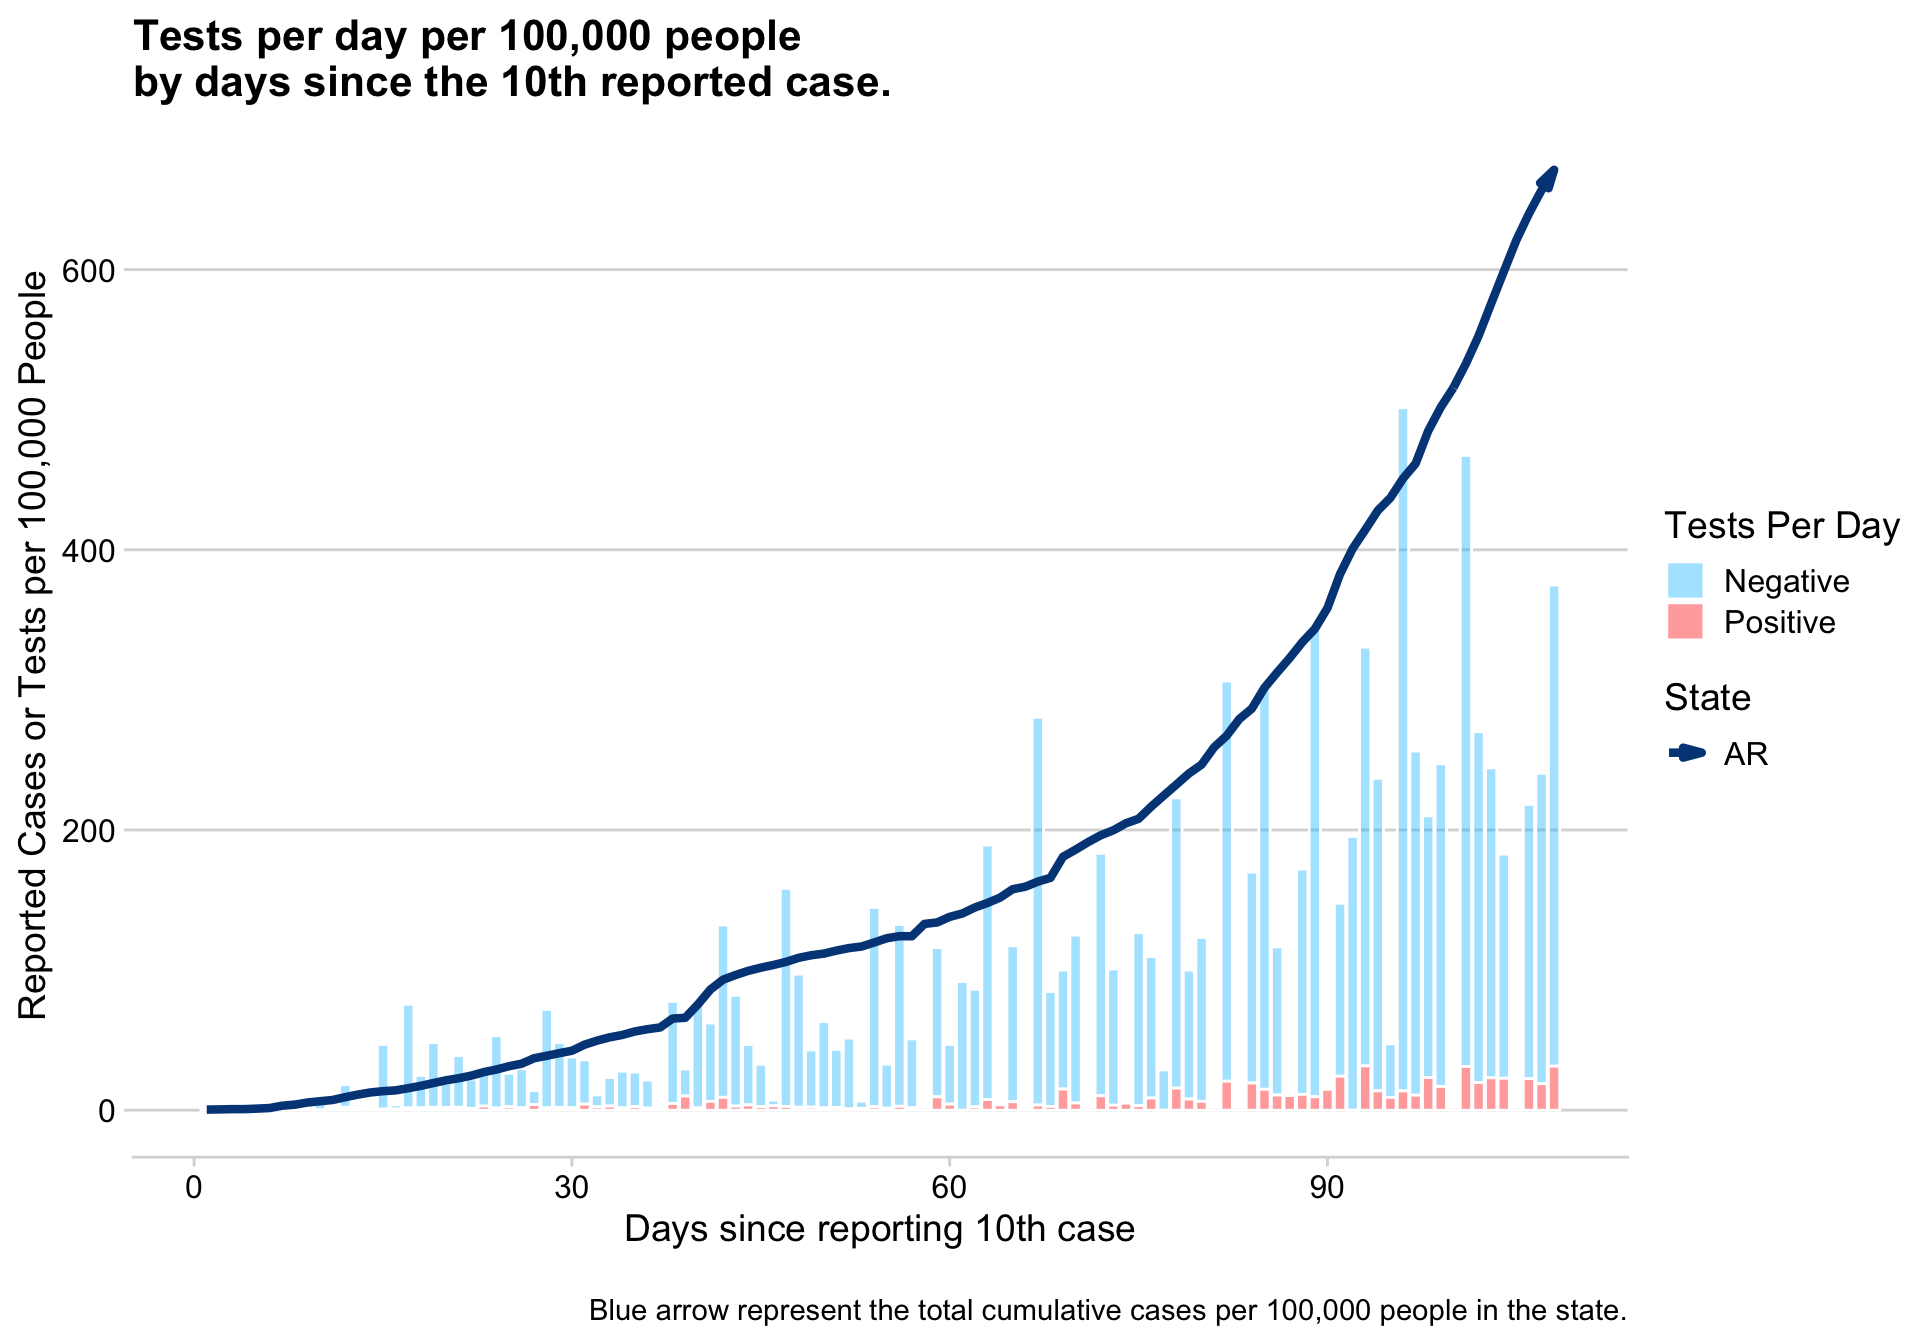 Tests per day per 100,000 people
by days since the 10th reported case.
Reported Cases or Tests per 100,000 People
600
400
200
0
0
30
60
90
Days since reporting 10th case
Tests Per Day
Negative
Positive
State
AR
Blue arrow represent the total cumulative cases per 100,000 people in the state.